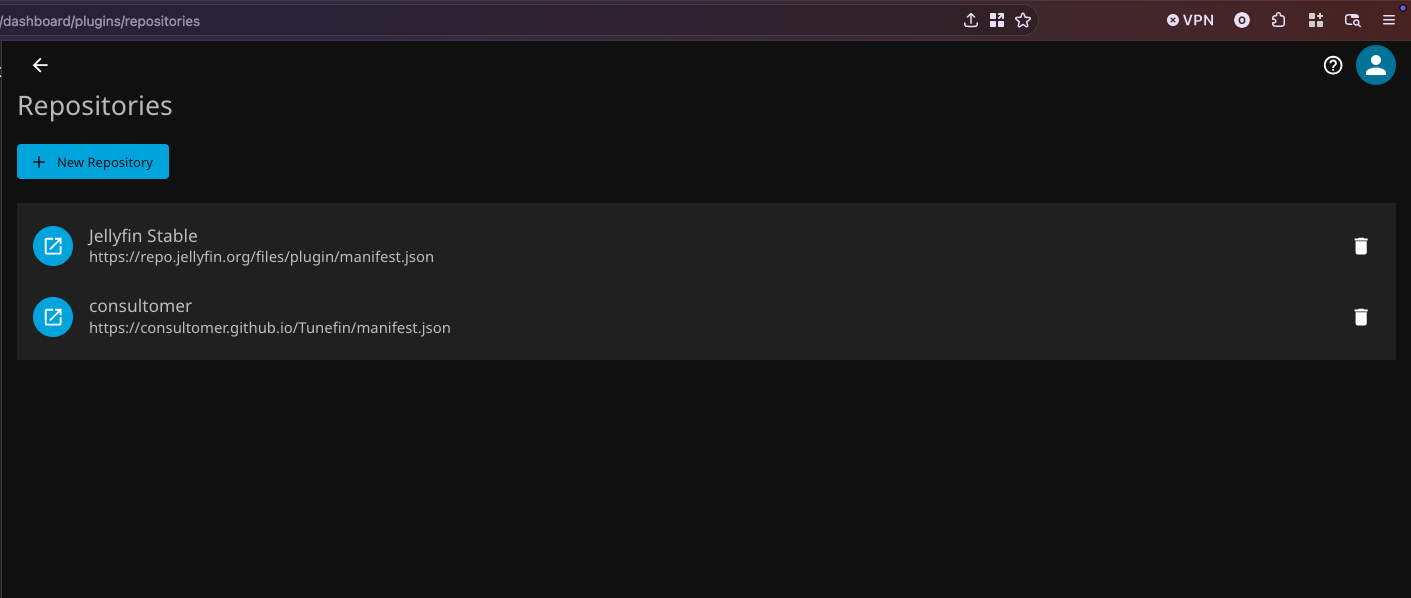 /dashboard/plugins/repositories
VPN
Repositories
New Repository
Jellyfin Stable
https://repo.jellyfin.org/files/plugin/manifest.json
consultomer
https://consultomer.github.io/Tunefin/manifest.json